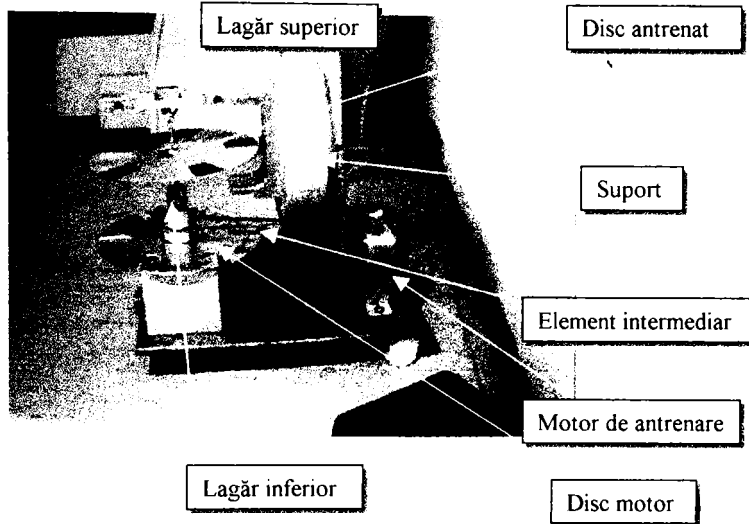 Lagăr superior
Disc antrenat
Suport
Element intermediar
Motor de antrenare
Lagăr inferior
Disc motor